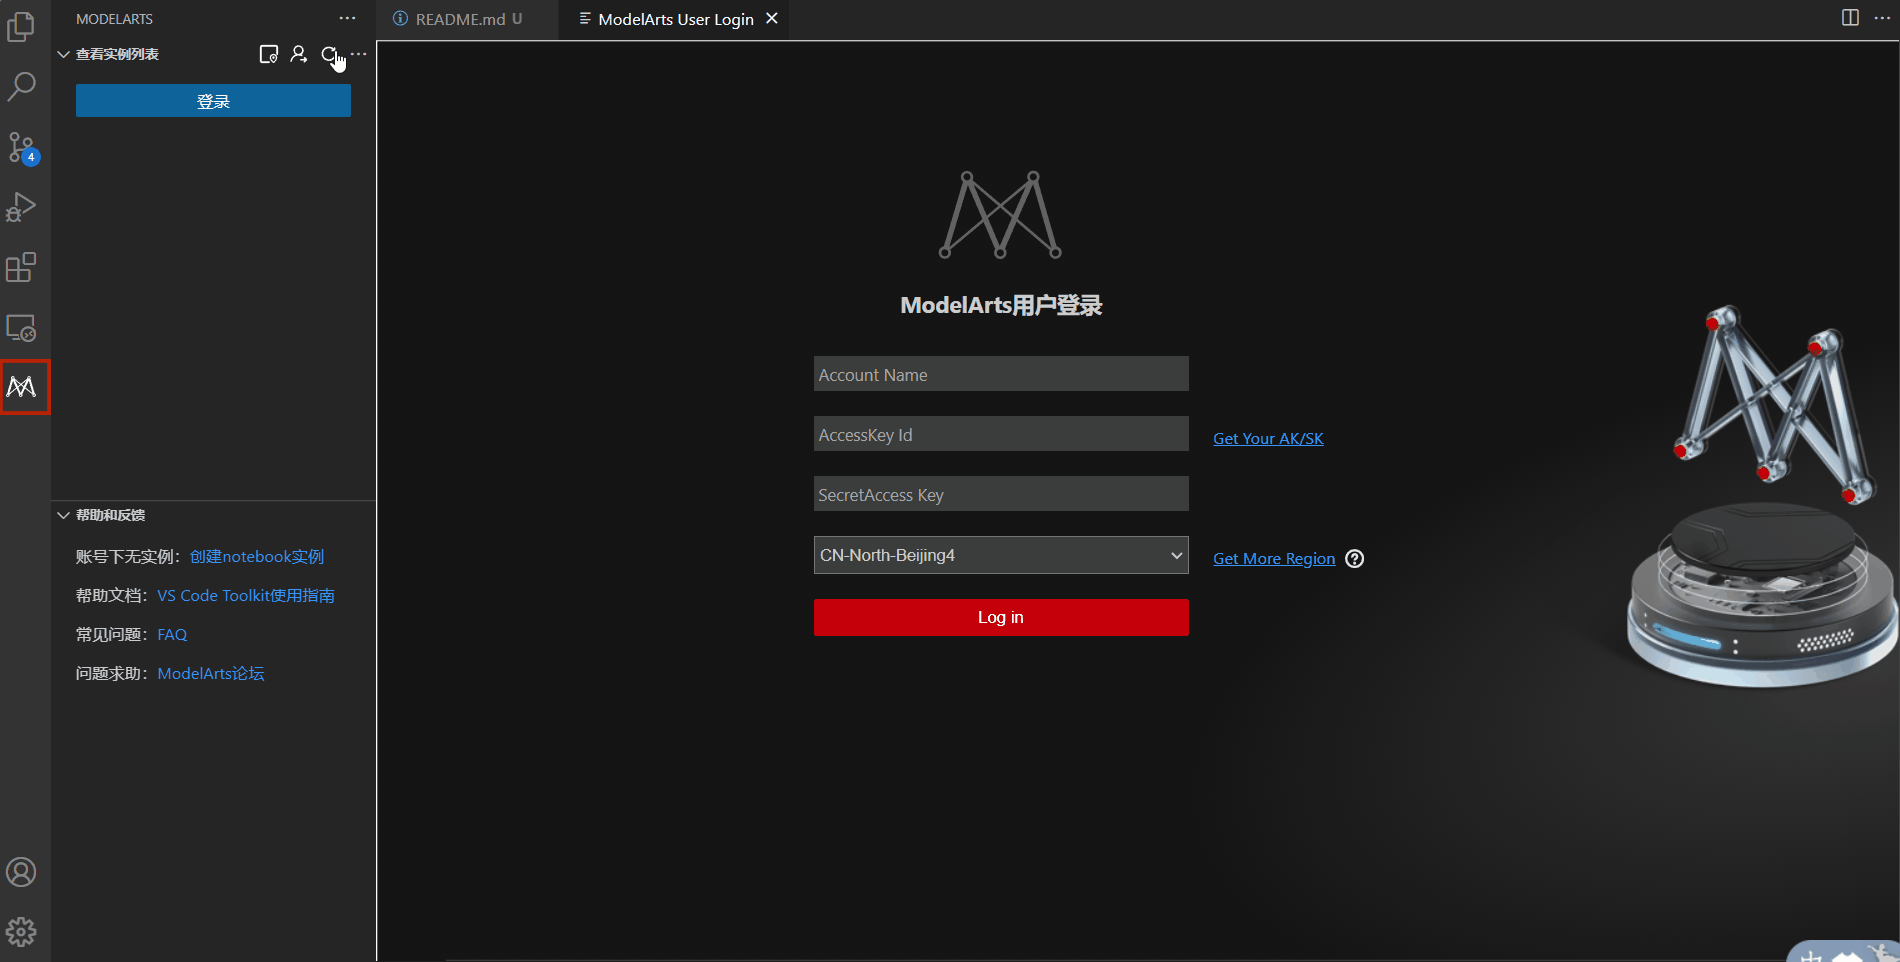 MODELARTS
查看实例列表
登录
4
帮助和反馈
账号下无实例：创建notebook实例
帮助文档：VS Code Toolkit使用指南
常见问题：FAQ
问题求助：ModelArts论坛
README.md U
ModelArts User Login
ModelArts用户登录
Account Name
AccessKey Id
Get Your AK/SK
SecretAccess Key
CN-North-Beijing4
Get More Region
Log in
中